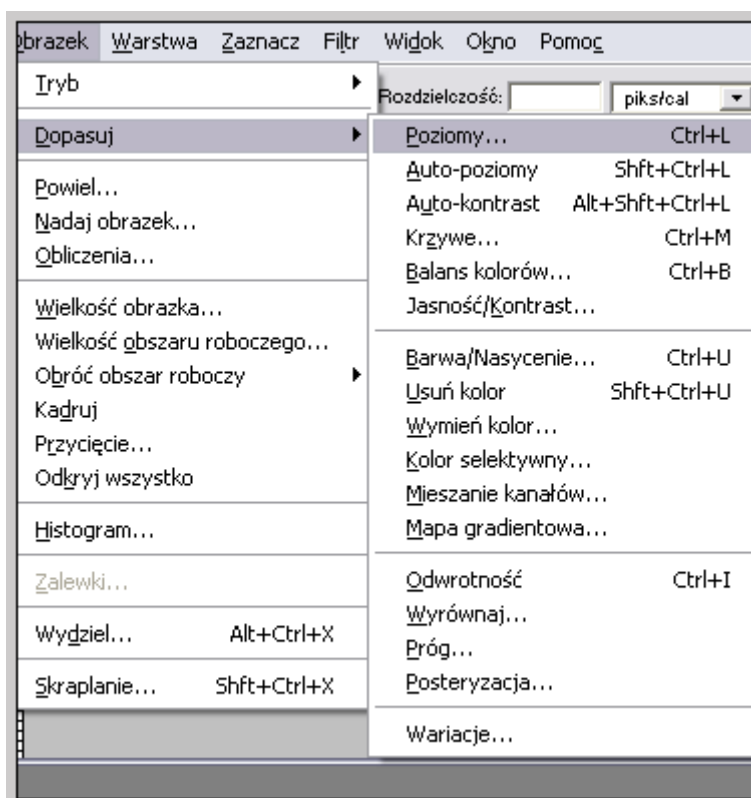 Obrazek Warstwa Zaznacz Filtr Widok Okno Pomoc
Rozdzielczość: piks/cal
Tryb
Dopasuj
Powiel...
Nadaj obrazek...
Obliczenia...
Wielkość obrazka...
Wielkość obszaru roboczego...
Obróć obszar roboczy
Kadruj
Przycięcie...
Odkryj wszystko
Histogram...
Zalewki...
Wydziel... Alt+Ctrl+X
Skraplanie... Shft+Ctrl+X
Poziomy... Ctrl+L
Auto-poziomy Shft+Ctrl+L
Auto-kontrast Alt+Shft+Ctrl+L
Krzywe... Ctrl+M
Balans kolorów... Ctrl+B
Jasność/Kontrast...
Barwa/Nasycenie... Ctrl+U
Usuń kolor Shft+Ctrl+U
Wymień kolor...
Kolor selektywny...
Mieszanie kanałów...
Mapa gradientowa...
Odwrotność Ctrl+I
Wyrównaj...
Próg...
Posteryzacja...
Wariacje...